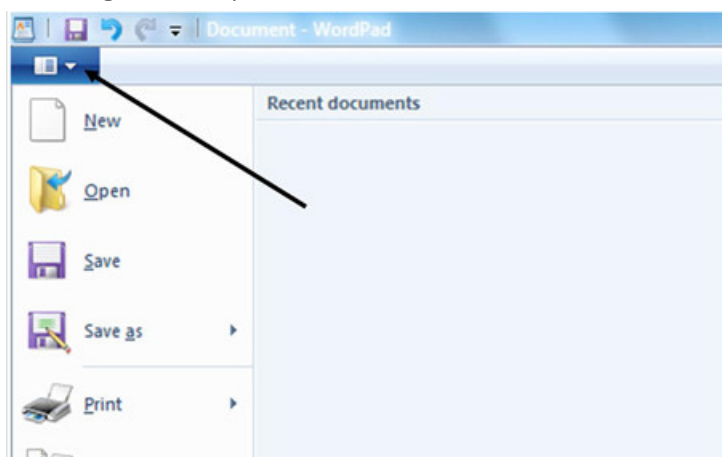 Document - WordPad
Recent documents
New
Open
Save
Save as
Print